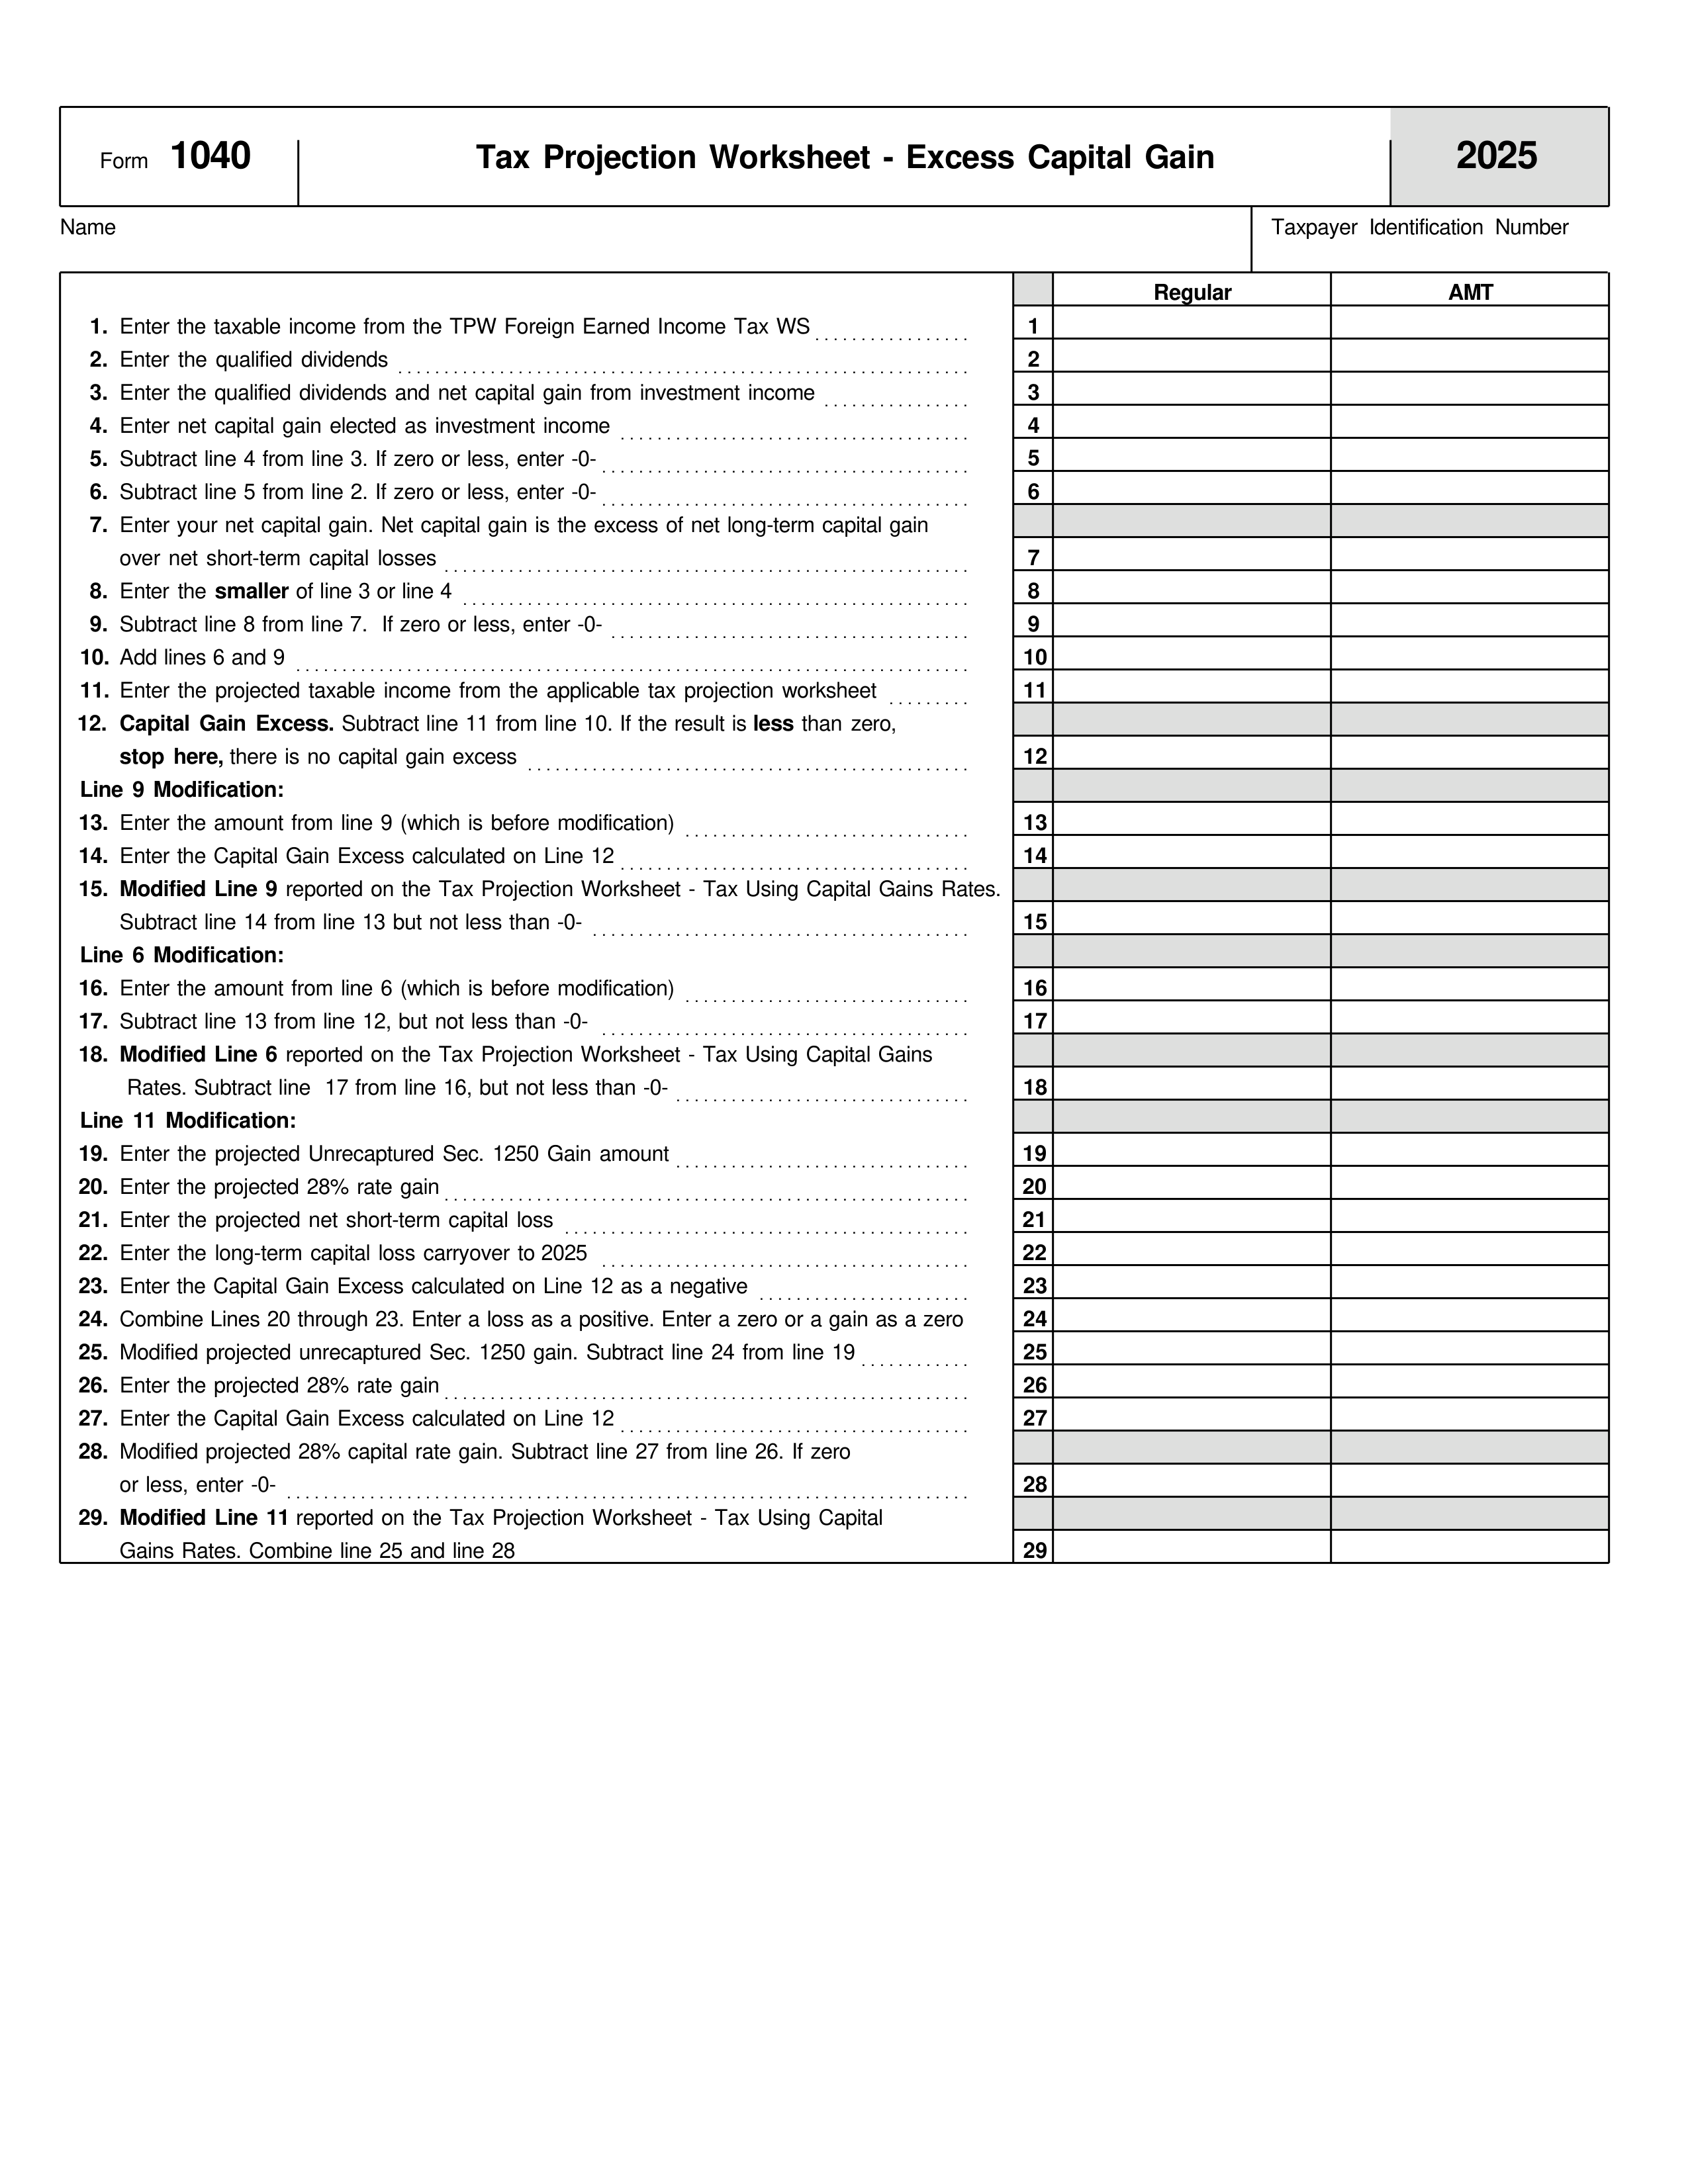 Form 1040
Tax Projection Worksheet - Excess Capital Gain
2025
Name
Taxpayer Identification Number
Regular
AMT
1. Enter the taxable income from the TPW Foreign Earned Income Tax WS 1
2. Enter the qualified dividends 2
3. Enter the qualified dividends and net capital gain from investment income 3
4. Enter net capital gain elected as investment income 4
5. Subtract line 4 from line 3. If zero or less, enter -0- 5
6. Subtract line 5 from line 2. If zero or less, enter -0- 6
7. Enter your net capital gain. Net capital gain is the excess of net long-term capital gain
over net short-term capital losses 7
8. Enter the smaller of line 3 or line 4 8
9. Subtract line 8 from line 7. If zero or less, enter -0- 9
10. Add lines 6 and 9 10
11. Enter the projected taxable income from the applicable tax projection worksheet 11
12. Capital Gain Excess. Subtract line 11 from line 10. If the result is less than zero,
stop here, there is no capital gain excess 12
Line 9 Modification:
13. Enter the amount from line 9 (which is before modification) 13
14. Enter the Capital Gain Excess calculated on Line 12 14
15. Modified Line 9 reported on the Tax Projection Worksheet - Tax Using Capital Gains Rates.
Subtract line 14 from line 13 but not less than -0- 15
Line 6 Modification:
16. Enter the amount from line 6 (which is before modification) 16
17. Subtract line 13 from line 12, but not less than -0- 17
18. Modified Line 6 reported on the Tax Projection Worksheet - Tax Using Capital Gains
Rates. Subtract line 17 from line 16, but not less than -0- 18
Line 11 Modification:
19. Enter the projected Unrecaptured Sec. 1250 Gain amount 19
20. Enter the projected 28% rate gain 20
21. Enter the projected net short-term capital loss 21
22. Enter the long-term capital loss carryover to 2025 22
23. Enter the Capital Gain Excess calculated on Line 12 as a negative 23
24. Combine Lines 20 through 23. Enter a loss as a positive. Enter a zero or a gain as a zero 24
25. Modified projected unrecaptured Sec. 1250 gain. Subtract line 24 from line 19 25
26. Enter the projected 28% rate gain 26
27. Enter the Capital Gain Excess calculated on Line 12 27
28. Modified projected 28% capital rate gain. Subtract line 27 from line 26. If zero
or less, enter -0- 28
29. Modified Line 11 reported on the Tax Projection Worksheet - Tax Using Capital
Gains Rates. Combine line 25 and line 28 29